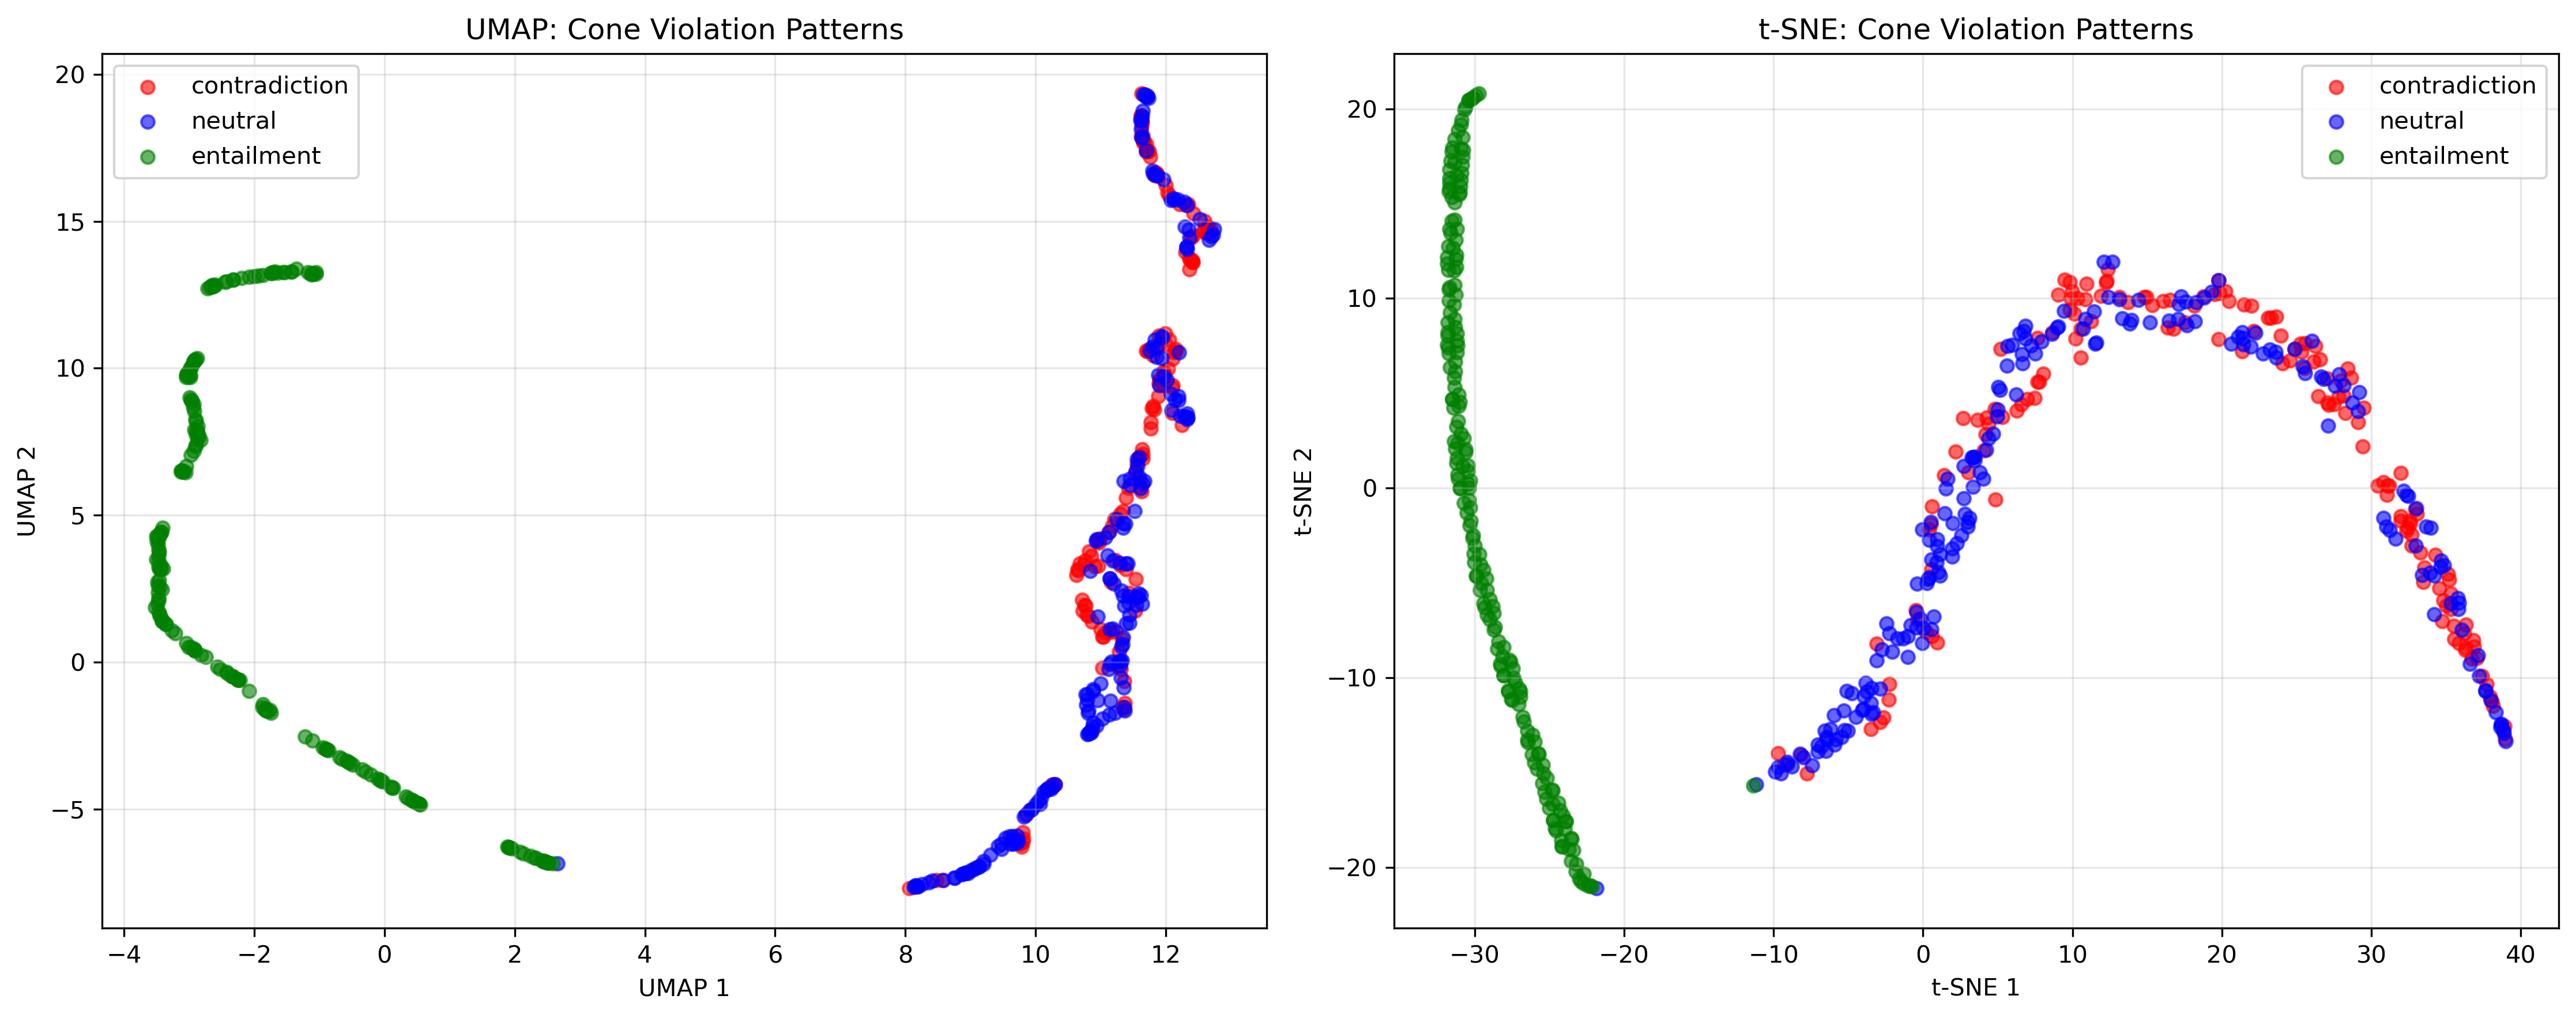 UMAP: Cone Violation Patterns
contradiction
neutral
entailment
20
15
10
5
0
−5
UMAP 2
−4
−2
0
2
4
6
8
10
12
UMAP 1
t-SNE: Cone Violation Patterns
contradiction
neutral
entailment
20
10
0
−10
−20
t-SNE 2
−30
−20
−10
0
10
20
30
40
t-SNE 1